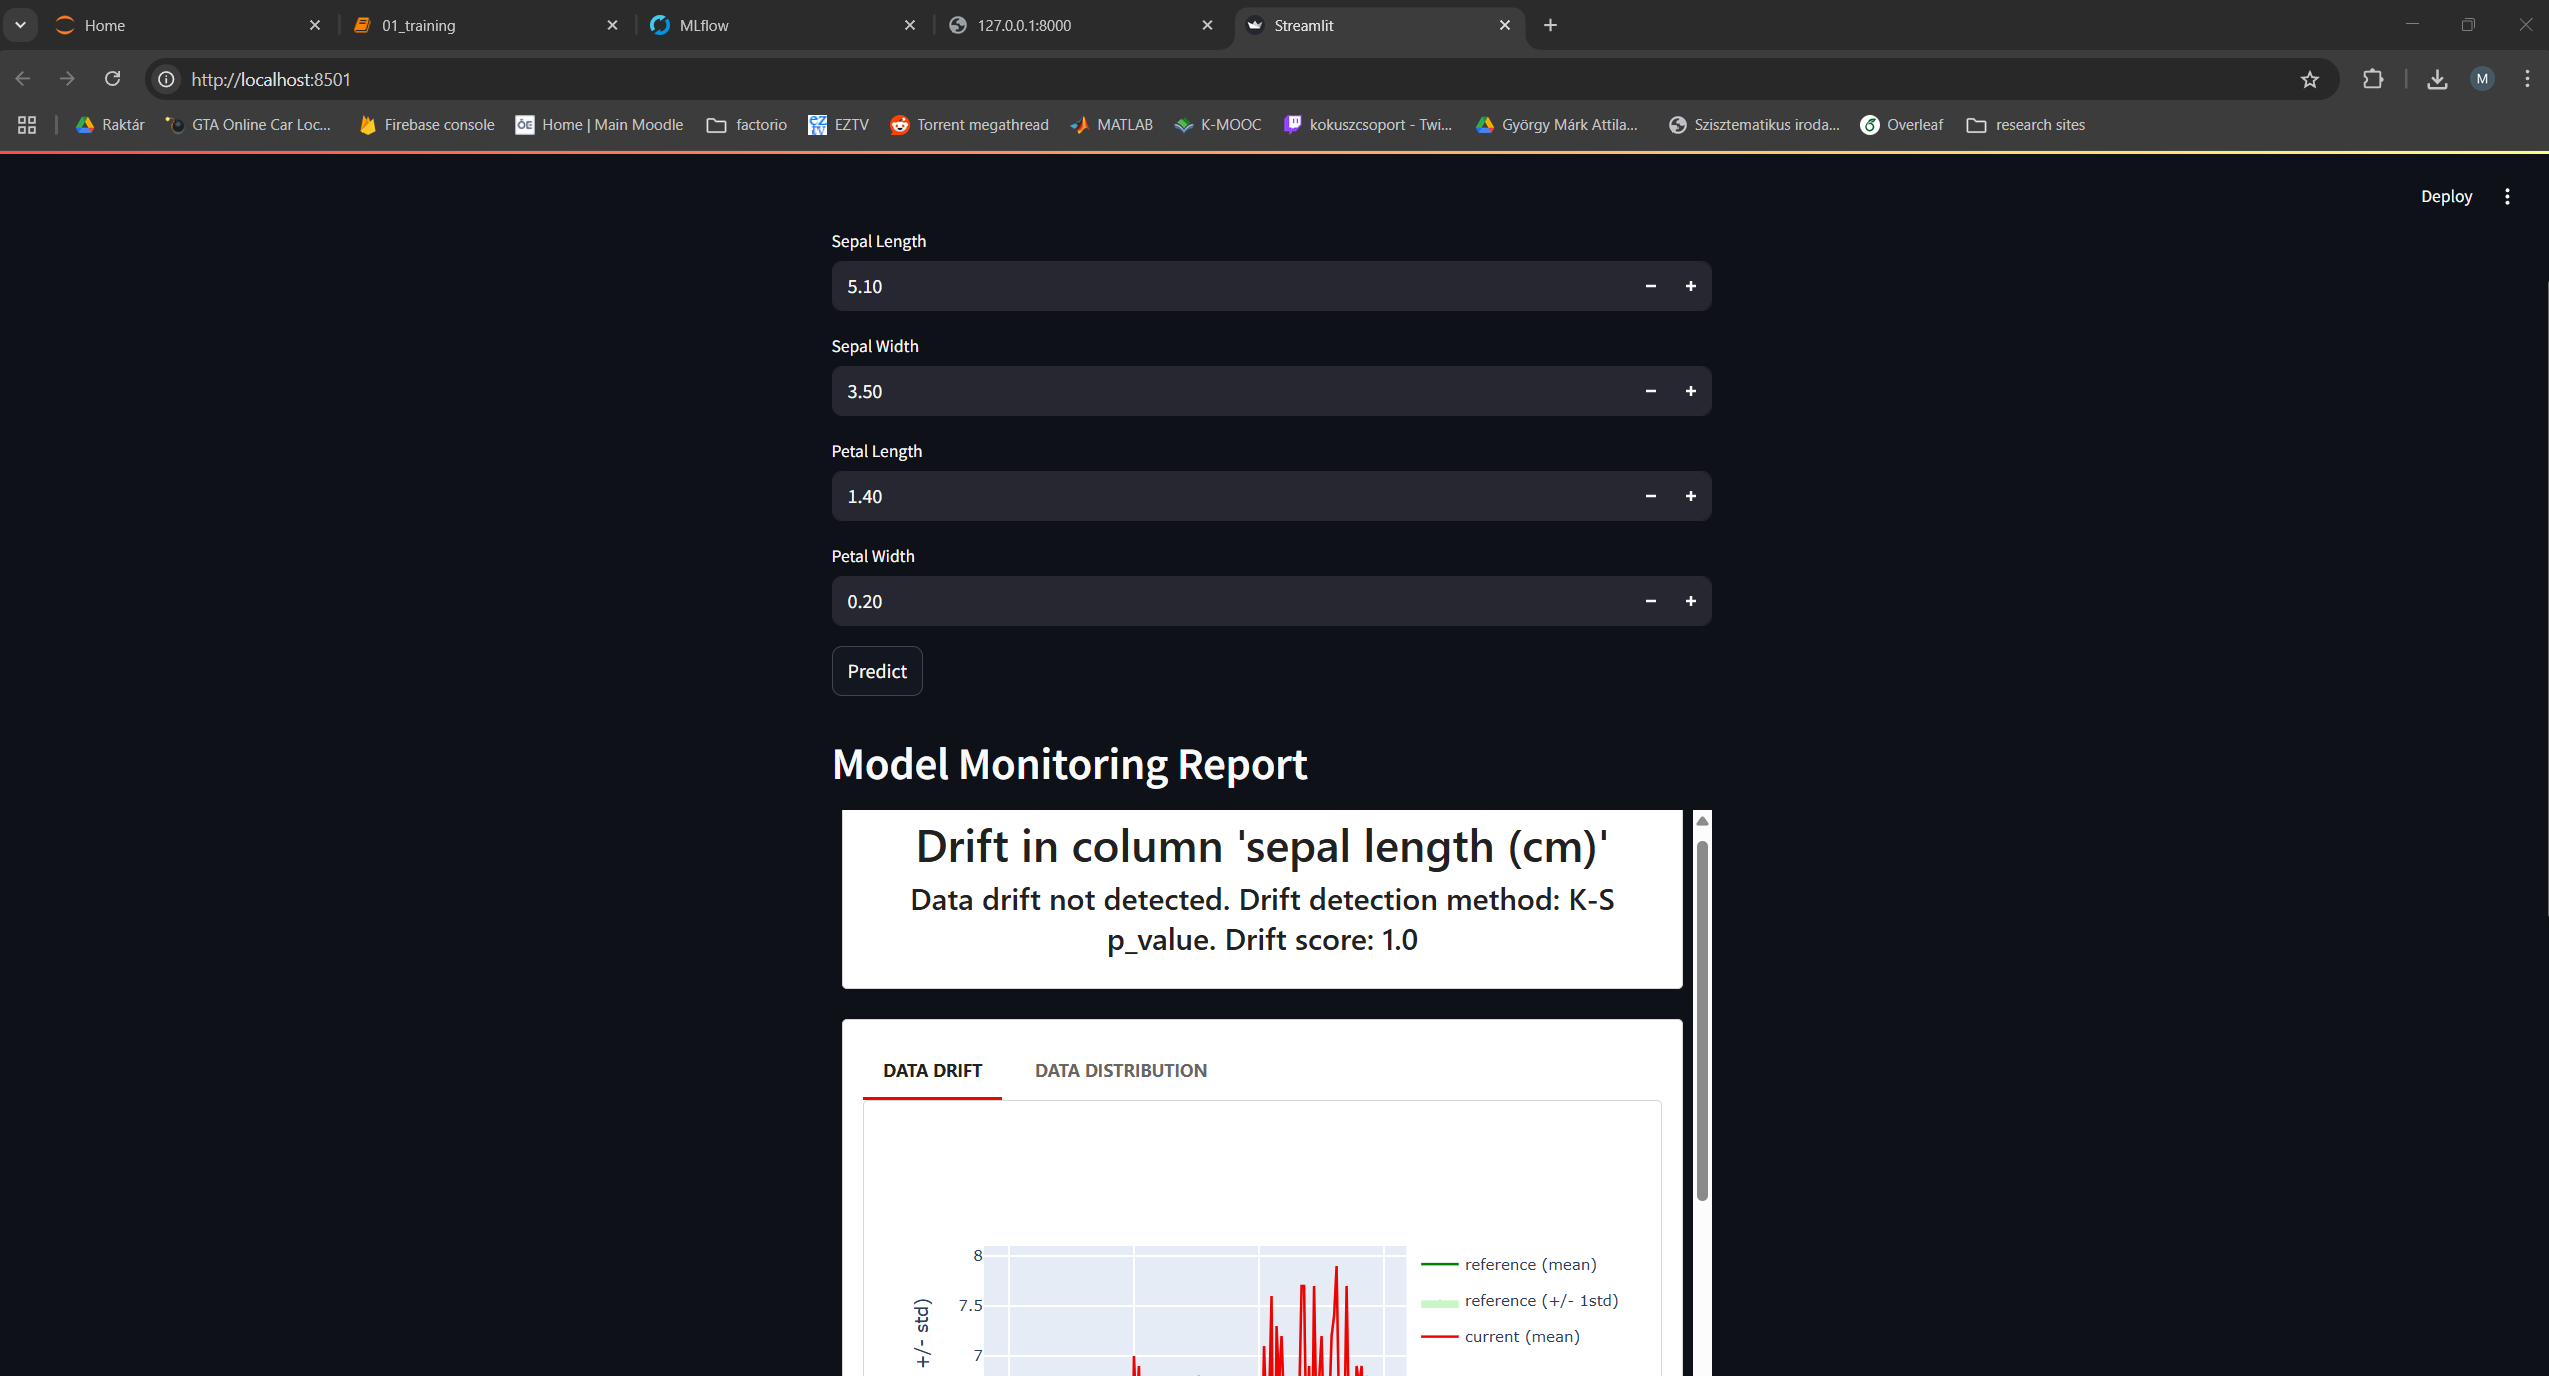 Home
01_training
MLflow
127.0.0.1:8000
Streamlit
http://localhost:8501
Raktár
GTA Online Car Loc...
Firebase console
ŌE
Home | Main Moodle
factorio
EZ
TV
EZTV
Torrent megathread
MATLAB
K-MOOC
kokuszcsoport - Twi...
György Márk Attila...
Szisztematikus iroda...
Overleaf
research sites
M
Deploy
Sepal Length
5.10
Sepal Width
3.50
Petal Length
1.40
Petal Width
0.20
Predict
Model Monitoring Report
Drift in column 'sepal length (cm)'
Data drift not detected. Drift detection method: K-S
p_value. Drift score: 1.0
DATA DRIFT
DATA DISTRIBUTION
8
7.5
7
+/- std)
reference (mean)
reference (+/- 1std)
current (mean)